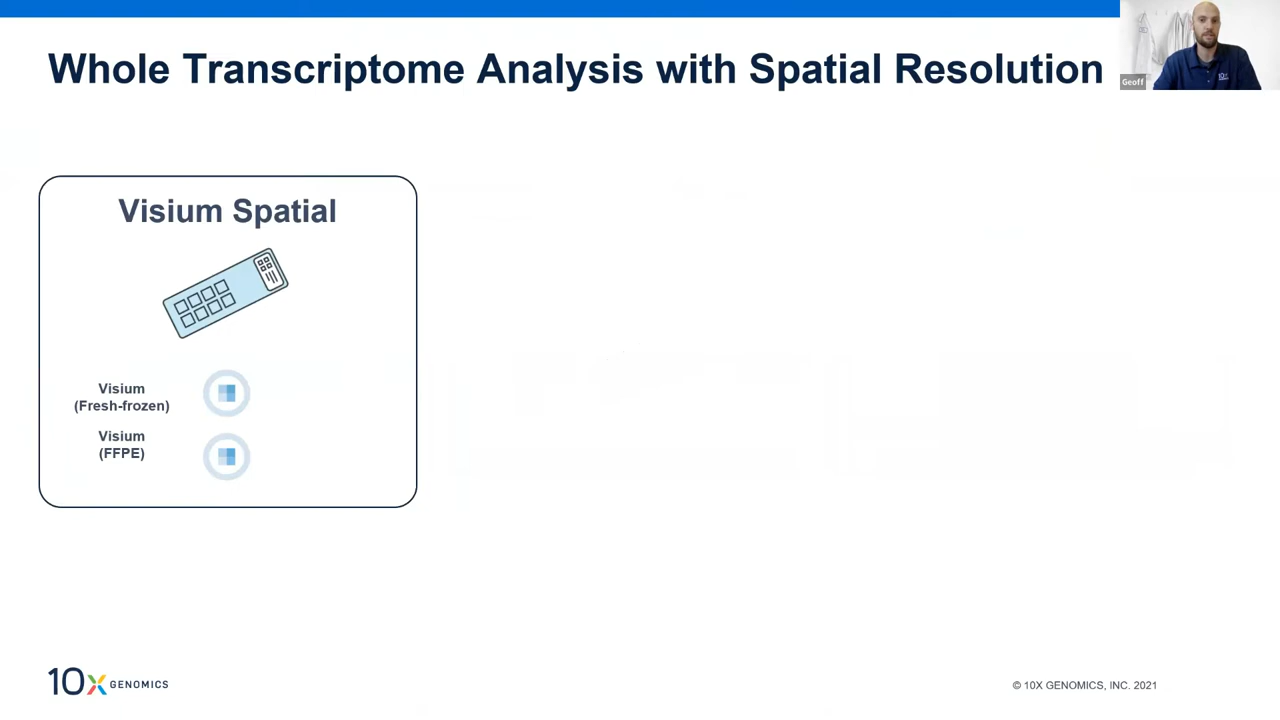 Whole Transcriptome Analysis with Spatial Resolution
Geoff
10x
Visium Spatial
Visium
(Fresh-frozen)
Visium
(FFPE)
10x GENOMICS
© 10X GENOMICS, INC. 2021